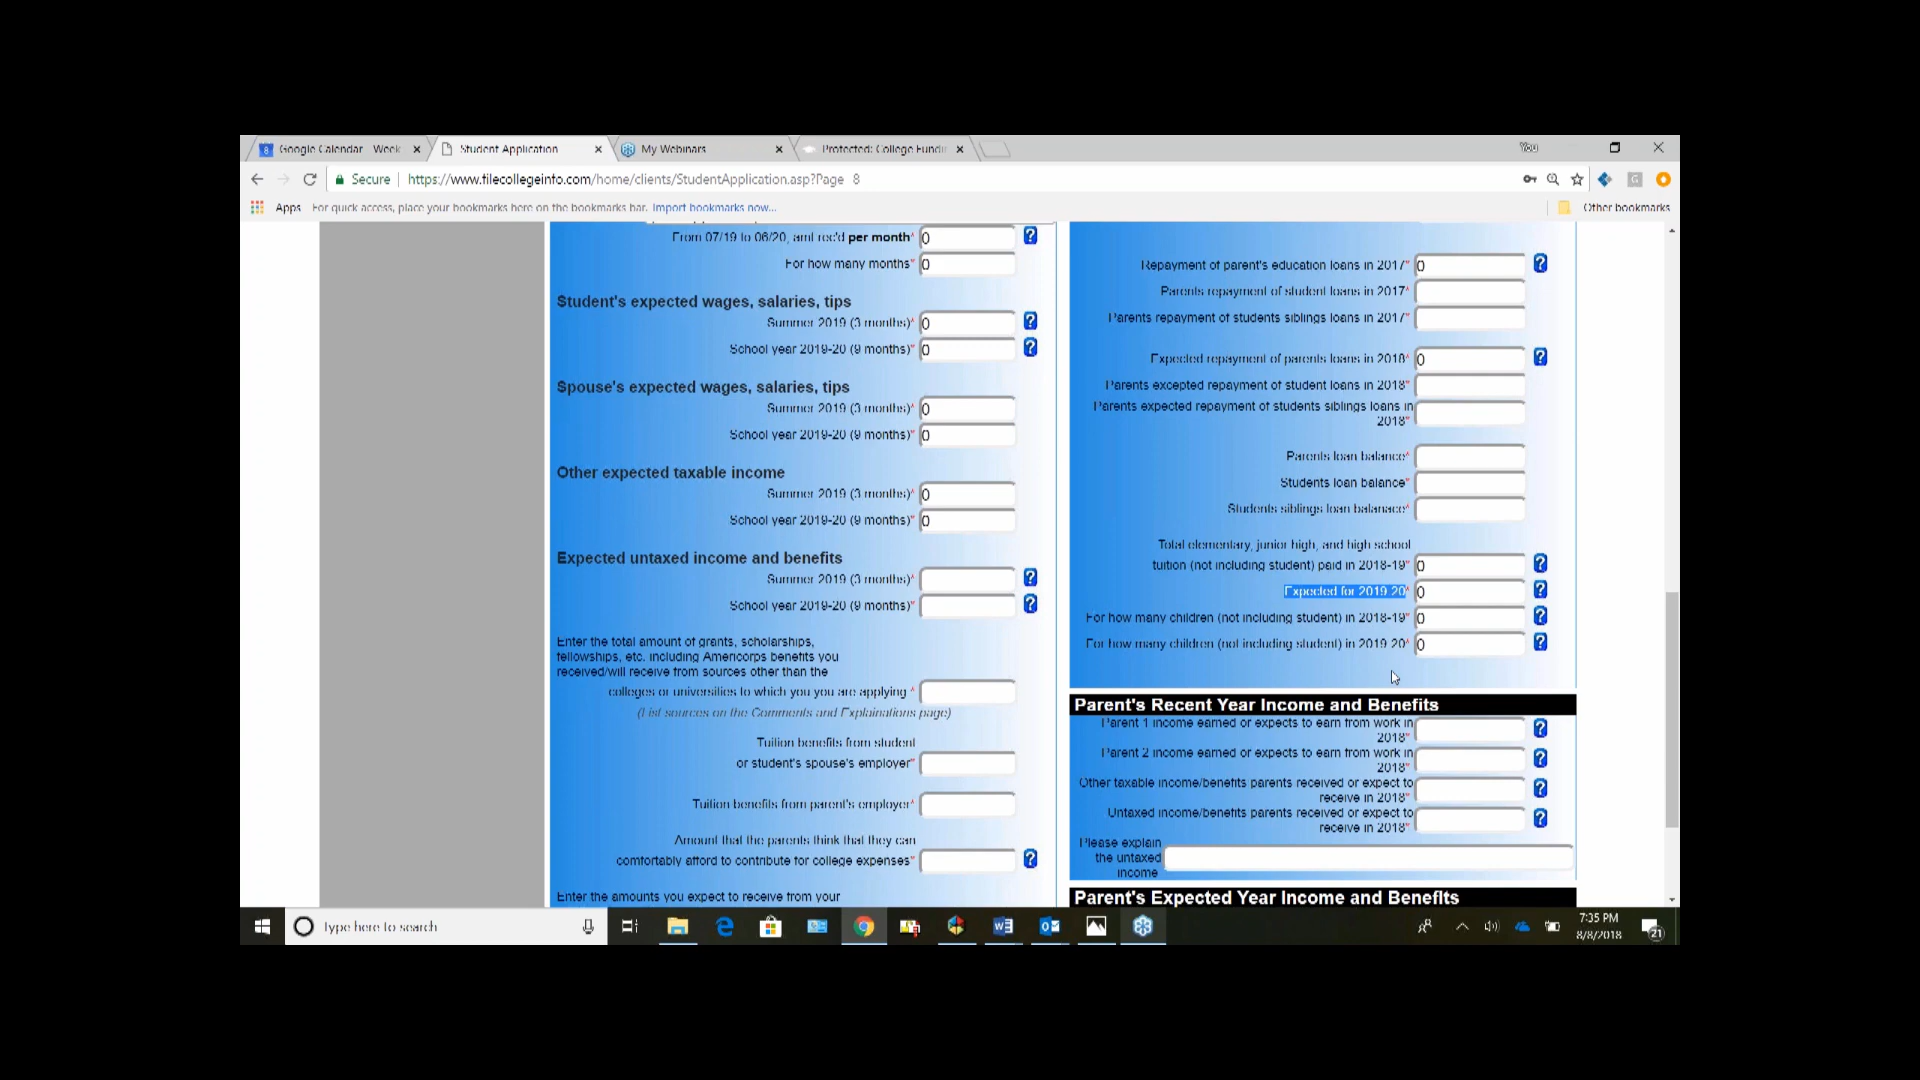 Google Calendar - Week
Student Application
My Webinars
Protected: College Fundi
You
Secure
https://www.filecollegeinfo.com/home/clients/StudentApplication.asp?Page 8
Apps
For quick access, place your bookmarks here on the bookmarks bar. Import bookmarks now...
Other bookmarks
From 07/19 to 06/20, amt rec'd per month* 0
For how many months* 0
Student's expected wages, salaries, tips
Summer 2019 (3 months)* 0
School year 2019-20 (9 months)* 0
Spouse's expected wages, salaries, tips
Summer 2019 (3 months)* 0
School year 2019-20 (9 months)* 0
Other expected taxable income
Summer 2019 (3 months)* 0
School year 2019-20 (9 months)* 0
Expected untaxed income and benefits
Summer 2019 (3 months)*
School year 2019-20 (9 months)*
Enter the total amount of grants, scholarships,
fellowships, etc. including Americorps benefits you
received/will receive from sources other than the
colleges or universities to which you you are applying *
(List sources on the Comments and Explainations page)
Tuition benefits from student
or student's spouse's employer*
Tuition benefits from parent's employer*
Amount that the parents think that they can
comfortably afford to contribute for college expenses*
Enter the amounts you expect to receive from your
Repayment of parent's education loans in 2017* 0
Parents repayment of student loans in 2017*
Parents repayment of students siblings loans in 2017*
Expected repayment of parents loans in 2018* 0
Parents excepted repayment of student loans in 2018*
Parents expected repayment of students siblings loans in
2018*
Parents loan balance*
Students loan balance*
Students siblings loan balanace*
Total elementary, junior high, and high school
tuition (not including student) paid in 2018-19* 0
Expected for 2019-20* 0
For how many children (not including student) in 2018-19* 0
For how many children (not including student) in 2019-20* 0
Parent's Recent Year Income and Benefits
Parent 1 income earned or expects to earn from work in
2018*
Parent 2 income earned or expects to earn from work in
2018*
Other taxable income/benefits parents received or expect to
receive in 2018*
Untaxed income/benefits parents received or expect to
receive in 2018*
Please explain
the untaxed
income
Parent's Expected Year Income and Benefits
Type here to search
7:35 PM
8/8/2018
21